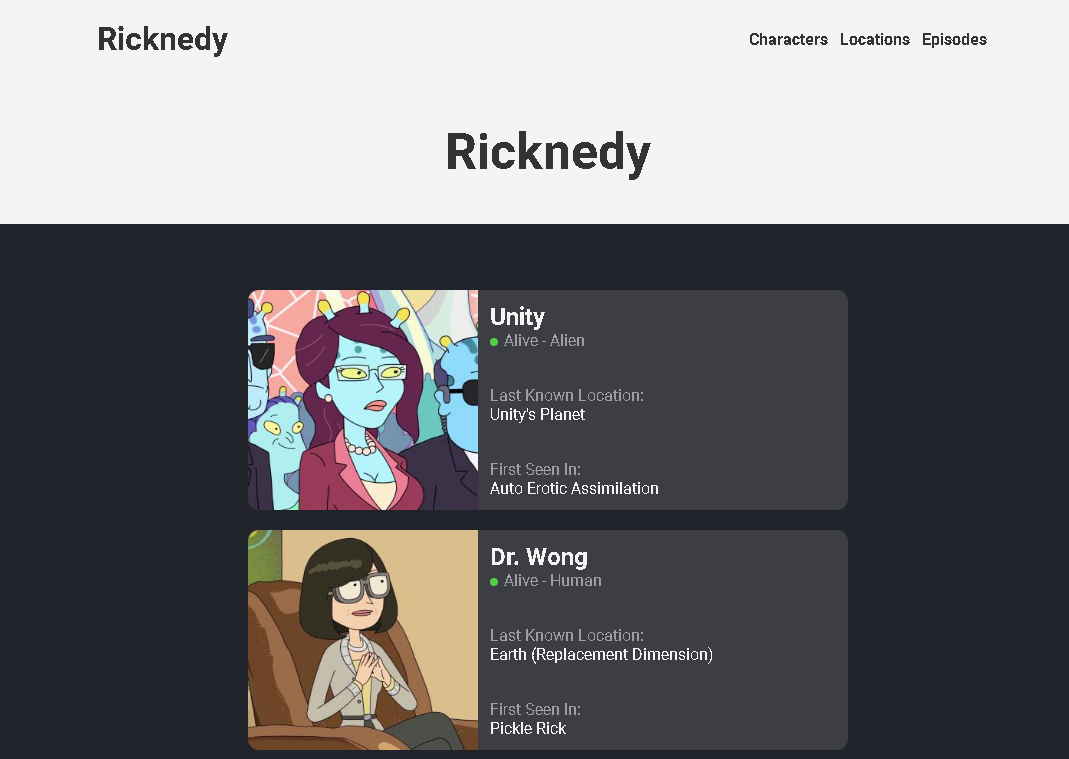 Ricknedy
Characters Locations Episodes
Ricknedy
Unity
Alive - Alien
Last Known Location:
Unity's Planet
First Seen In:
Auto Erotic Assimilation
Dr. Wong
Alive - Human
Last Known Location:
Earth (Replacement Dimension)
First Seen In:
Pickle Rick